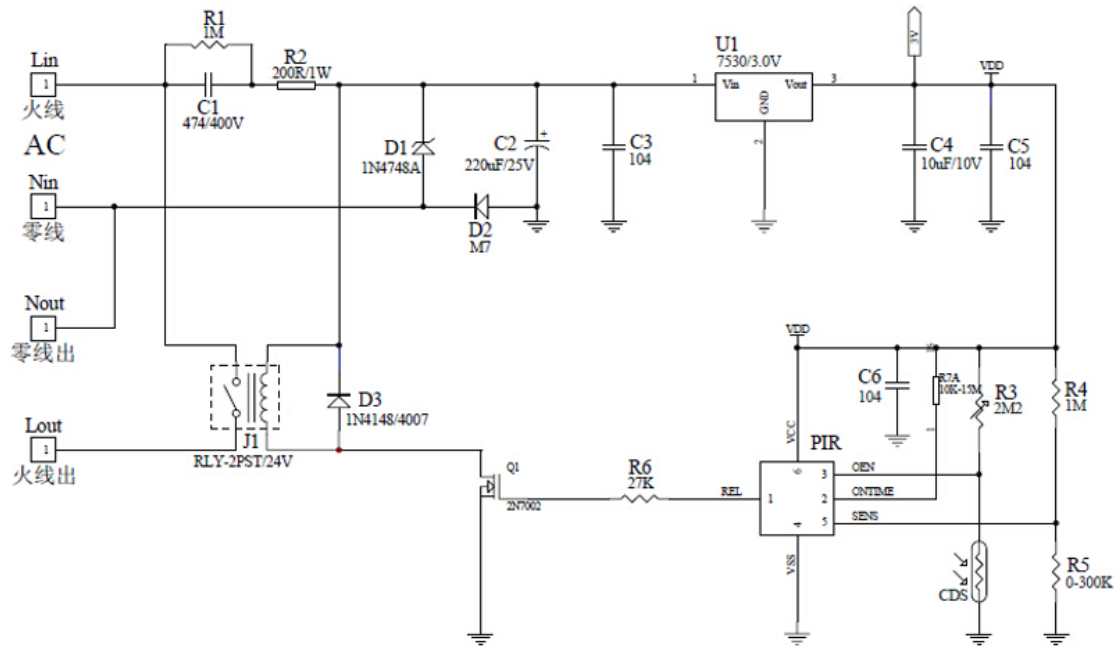 R1
1M
Lin
1
火线
R2
200R/1W
C1
474/400V
AC
U1
7530/3.0V
1
Vin
Vout
3
GND
2
3V
VDD
D1
1N4748A
C2
+
220uF/25V
C3
104
C4
10uF/10V
C5
104
Nin
1
零线
D2
M7
Nout
1
零线出
VDD
C6
104
R7A
10K-15M
1
R3
2M2
R4
1M
D3
1N4148/4007
Lout
1
火线出
J1
RLY-2PST/24V
VCC
PIR
Q1
2N7002
R6
27K
REL
1
6
3
OEN
2
ONTIME
4
5
SENS
VSS
CDS
R5
0-300K